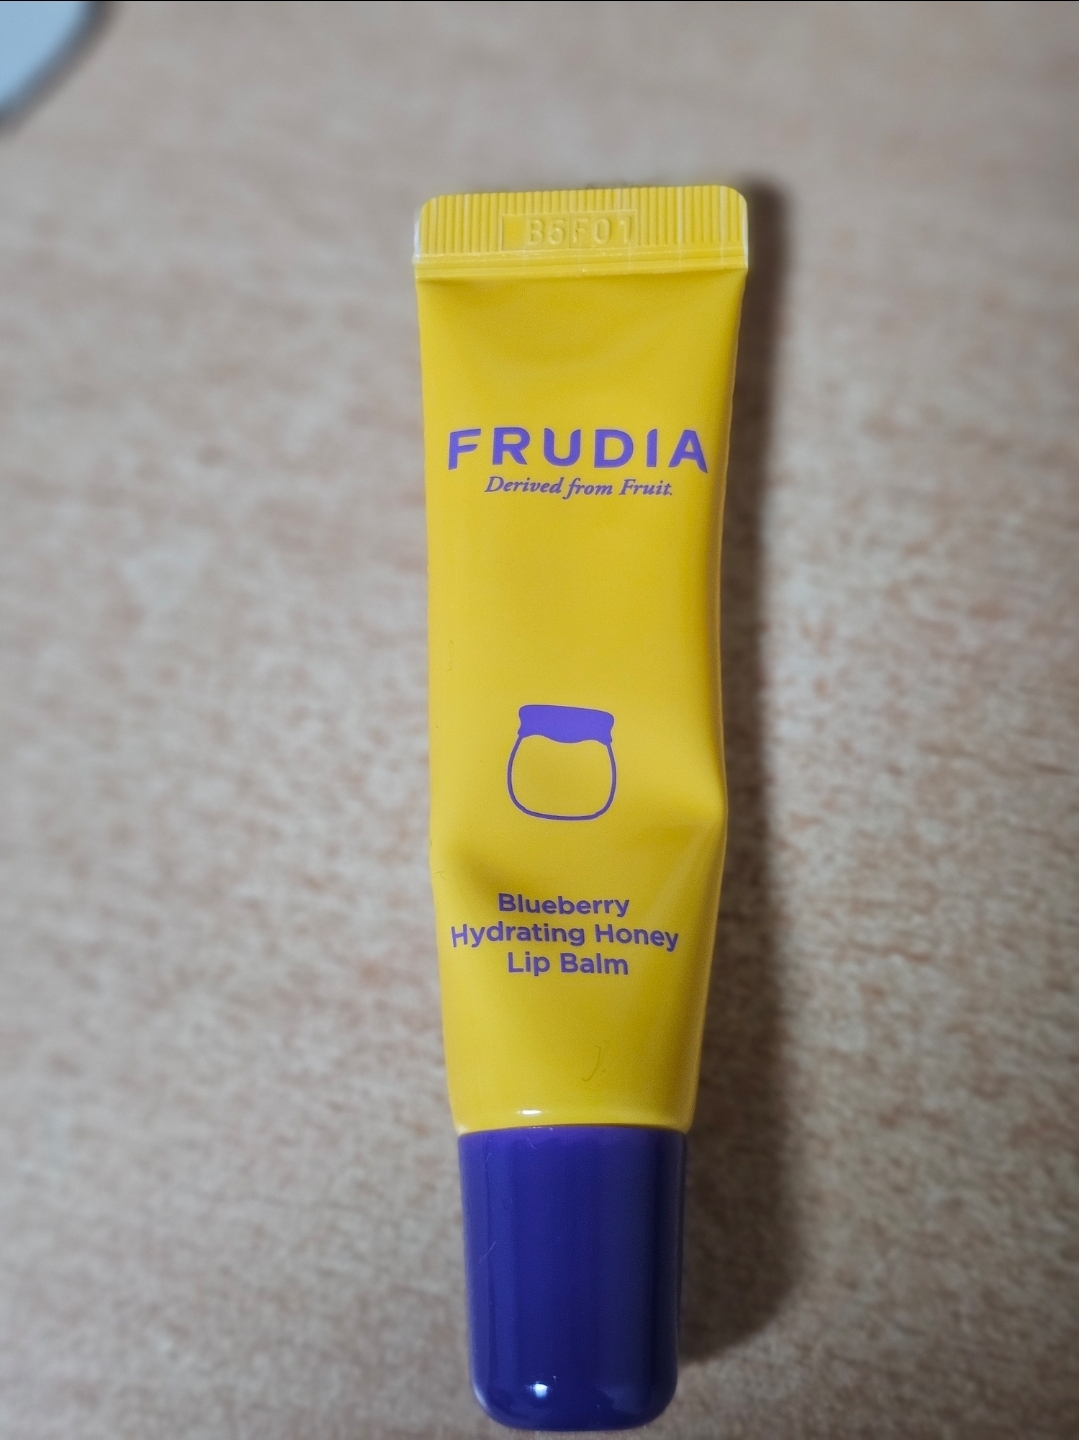 B6F01
FRUDIA
Derived from Fruit.
Blueberry
Hydrating Honey
Lip Balm